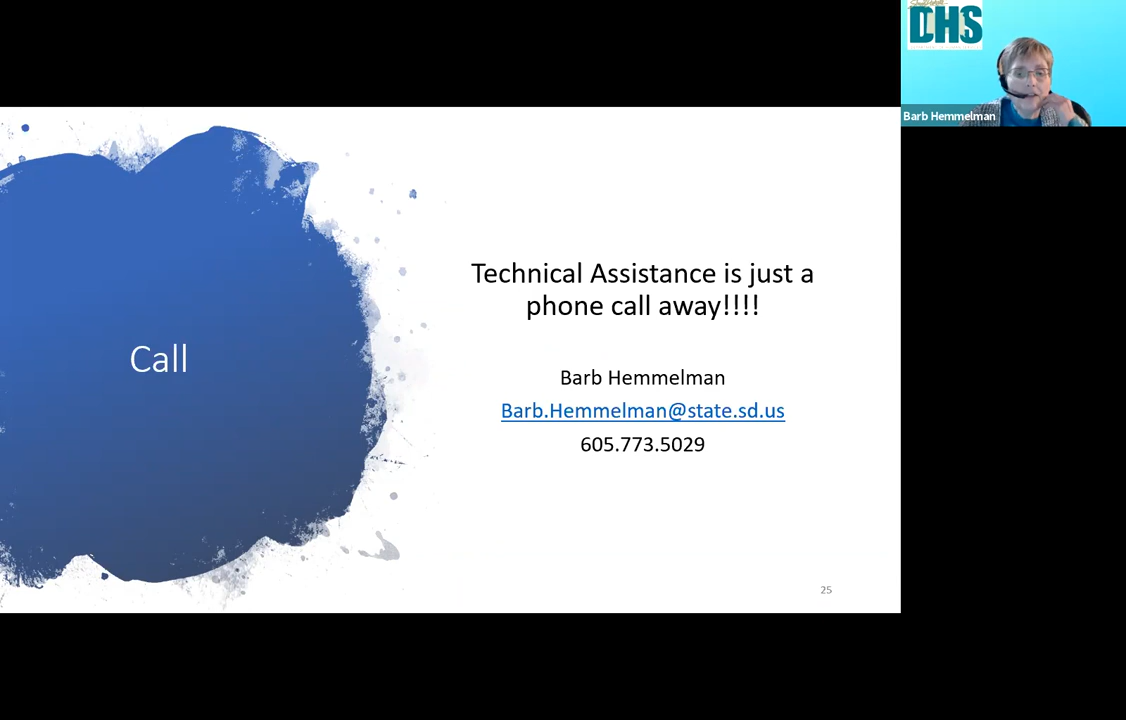 DHS
Barb Hemmelman
Call
Technical Assistance is just a
phone call away!!!!
Barb Hemmelman
Barb.Hemmelman@state.sd.us
605.773.5029
25